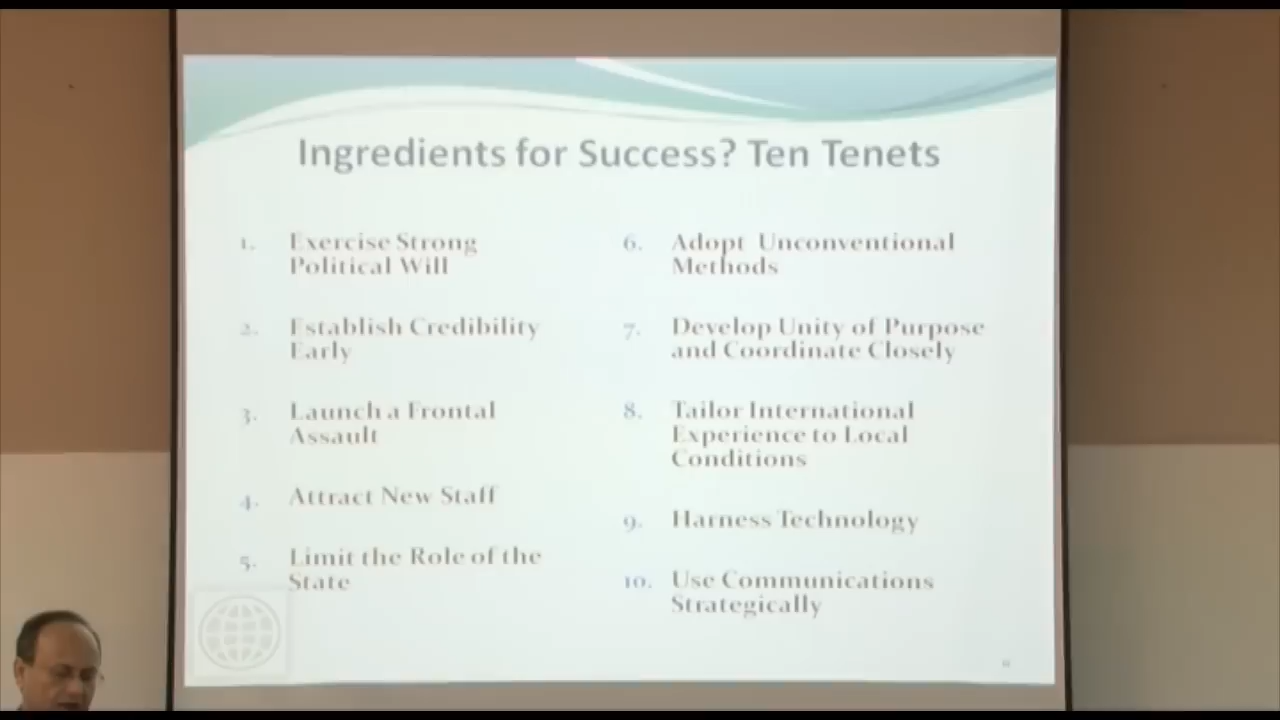 Ingredients for Success? Ten Tenets
1. Exercise Strong
Political Will
2. Establish Credibility
Early
3. Launch a Frontal
Assault
4. Attract New Staff
5. Limit the Role of the
State
6. Adopt Unconventional
Methods
7. Develop Unity of Purpose
and Coordinate Closely
8. Tailor International
Experience to Local
Conditions
9. Harness Technology
10. Use Communications
Strategically